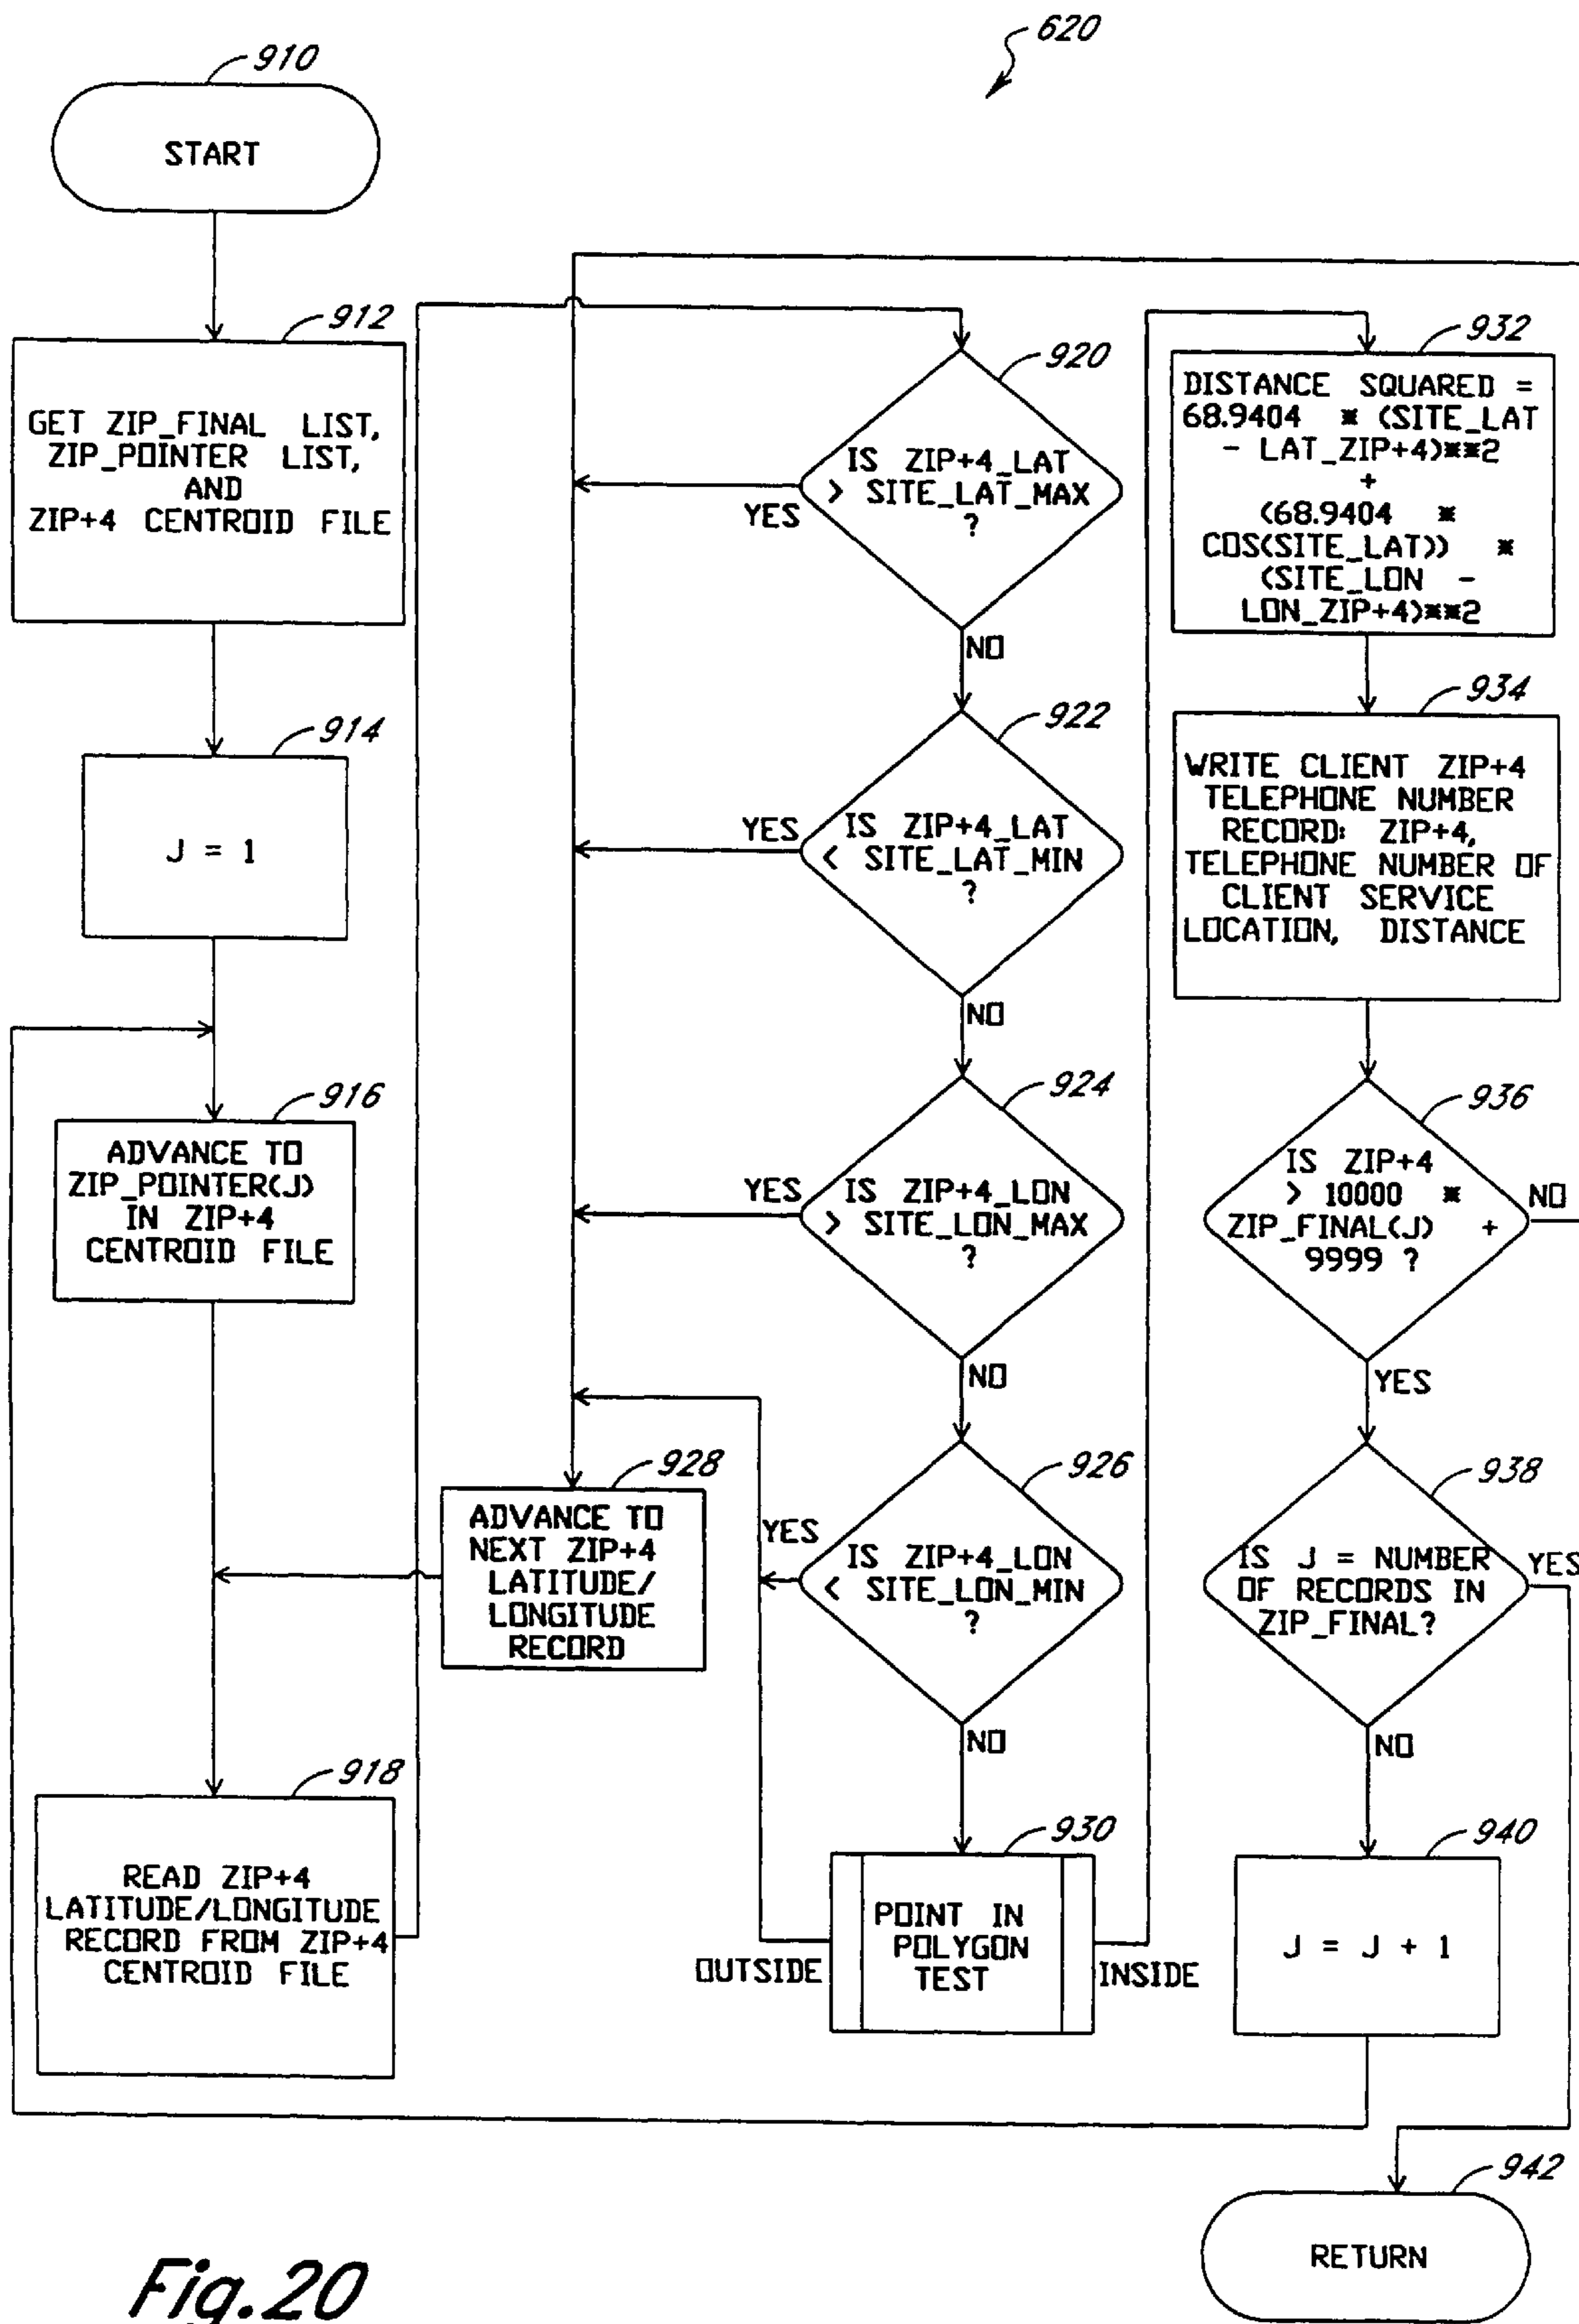 620
910
START
912
GET ZIP_FINAL LIST,
ZIP_POINTER LIST,
AND
ZIP+4 CENTROID FILE
914
J = 1
916
ADVANCE TO
ZIP_POINTER(J)
IN ZIP+4
CENTROID FILE
918
READ ZIP+4
LATITUDE/LONGITUDE
RECORD FROM ZIP+4
CENTROID FILE
920
IS ZIP+4_LAT
> SITE_LAT_MAX
?
YES
NO
922
IS ZIP+4_LAT
< SITE_LAT_MIN
?
YES
NO
924
IS ZIP+4_LON
> SITE_LON_MAX
?
YES
NO
926
IS ZIP+4_LON
< SITE_LON_MIN
?
YES
NO
928
ADVANCE TO
NEXT ZIP+4
LATITUDE/
LONGITUDE
RECORD
930
POINT IN
POLYGON
TEST
OUTSIDE
INSIDE
932
DISTANCE SQUARED =
68.9404 * (SITE_LAT
- LAT_ZIP+4)**2
+
(68.9404 *
COS(SITE_LAT)) *
(SITE_LON -
LON_ZIP+4)**2
934
WRITE CLIENT ZIP+4
TELEPHONE NUMBER
RECORD: ZIP+4,
TELEPHONE NUMBER OF
CLIENT SERVICE
LOCATION, DISTANCE
936
IS ZIP+4
> 10000 *
ZIP_FINAL(J) +
9999 ?
NO
YES
938
IS J = NUMBER
OF RECORDS IN
ZIP_FINAL?
YES
NO
940
J = J + 1
942
RETURN
Fig.20